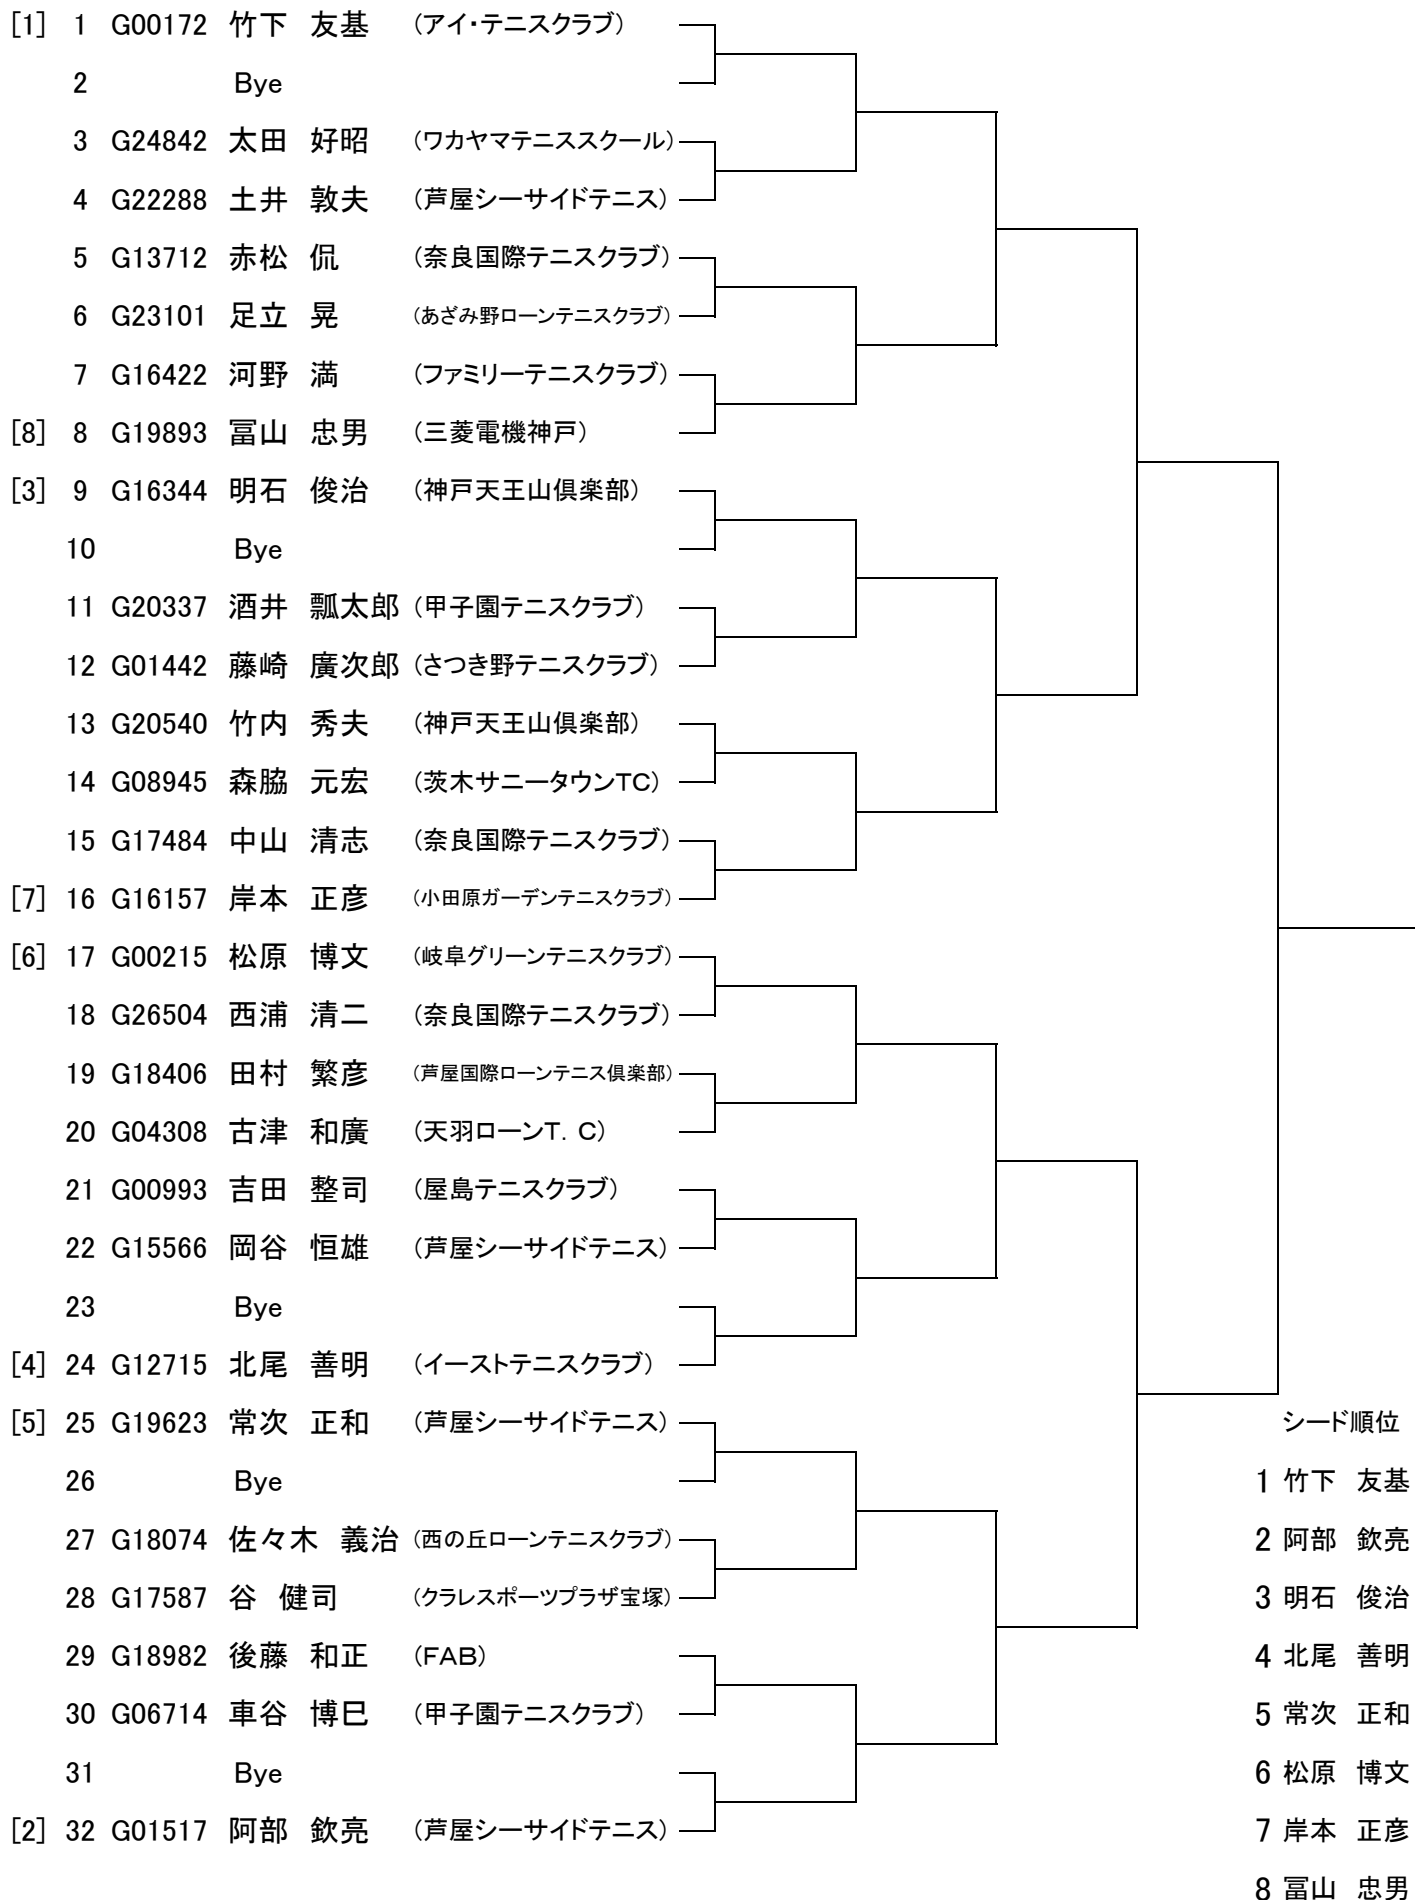 [1] 1 G00172 竹下 友基 (アイ・テニスクラブ)
2 Bye
3 G24842 太田 好昭 (ワカヤマテニススクール)
4 G22288 土井 敦夫 (芦屋シーサイドテニス)
5 G13712 赤松 侃 (奈良国際テニスクラブ)
6 G23101 足立 晃 (あざみ野ローンテニスクラブ)
7 G16422 河野 満 (ファミリーテニスクラブ)
[8] 8 G19893 冨山 忠男 (三菱電機神戸)
[3] 9 G16344 明石 俊治 (神戸天王山倶楽部)
10 Bye
11 G20337 酒井 瓢太郎 (甲子園テニスクラブ)
12 G01442 藤崎 廣次郎 (さつき野テニスクラブ)
13 G20540 竹内 秀夫 (神戸天王山倶楽部)
14 G08945 森脇 元宏 (茨木サニータウンTC)
15 G17484 中山 清志 (奈良国際テニスクラブ)
[7] 16 G16157 岸本 正彦 (小田原ガーデンテニスクラブ)
[6] 17 G00215 松原 博文 (岐阜グリーンテニスクラブ)
18 G26504 西浦 清二 (奈良国際テニスクラブ)
19 G18406 田村 繁彦 (芦屋国際ローンテニス倶楽部)
20 G04308 古津 和廣 (天羽ローンT．C)
21 G00993 吉田 整司 (屋島テニスクラブ)
22 G15566 岡谷 恒雄 (芦屋シーサイドテニス)
23 Bye
[4] 24 G12715 北尾 善明 (イーストテニスクラブ)
[5] 25 G19623 常次 正和 (芦屋シーサイドテニス)
26 Bye
27 G18074 佐々木 義治 (西の丘ローンテニスクラブ)
28 G17587 谷 健司 (クラレスポーツプラザ宝塚)
29 G18982 後藤 和正 (FAB)
30 G06714 車谷 博巳 (甲子園テニスクラブ)
31 Bye
[2] 32 G01517 阿部 欽亮 (芦屋シーサイドテニス)
シード順位
1 竹下 友基
2 阿部 欽亮
3 明石 俊治
4 北尾 善明
5 常次 正和
6 松原 博文
7 岸本 正彦
8 冨山 忠男